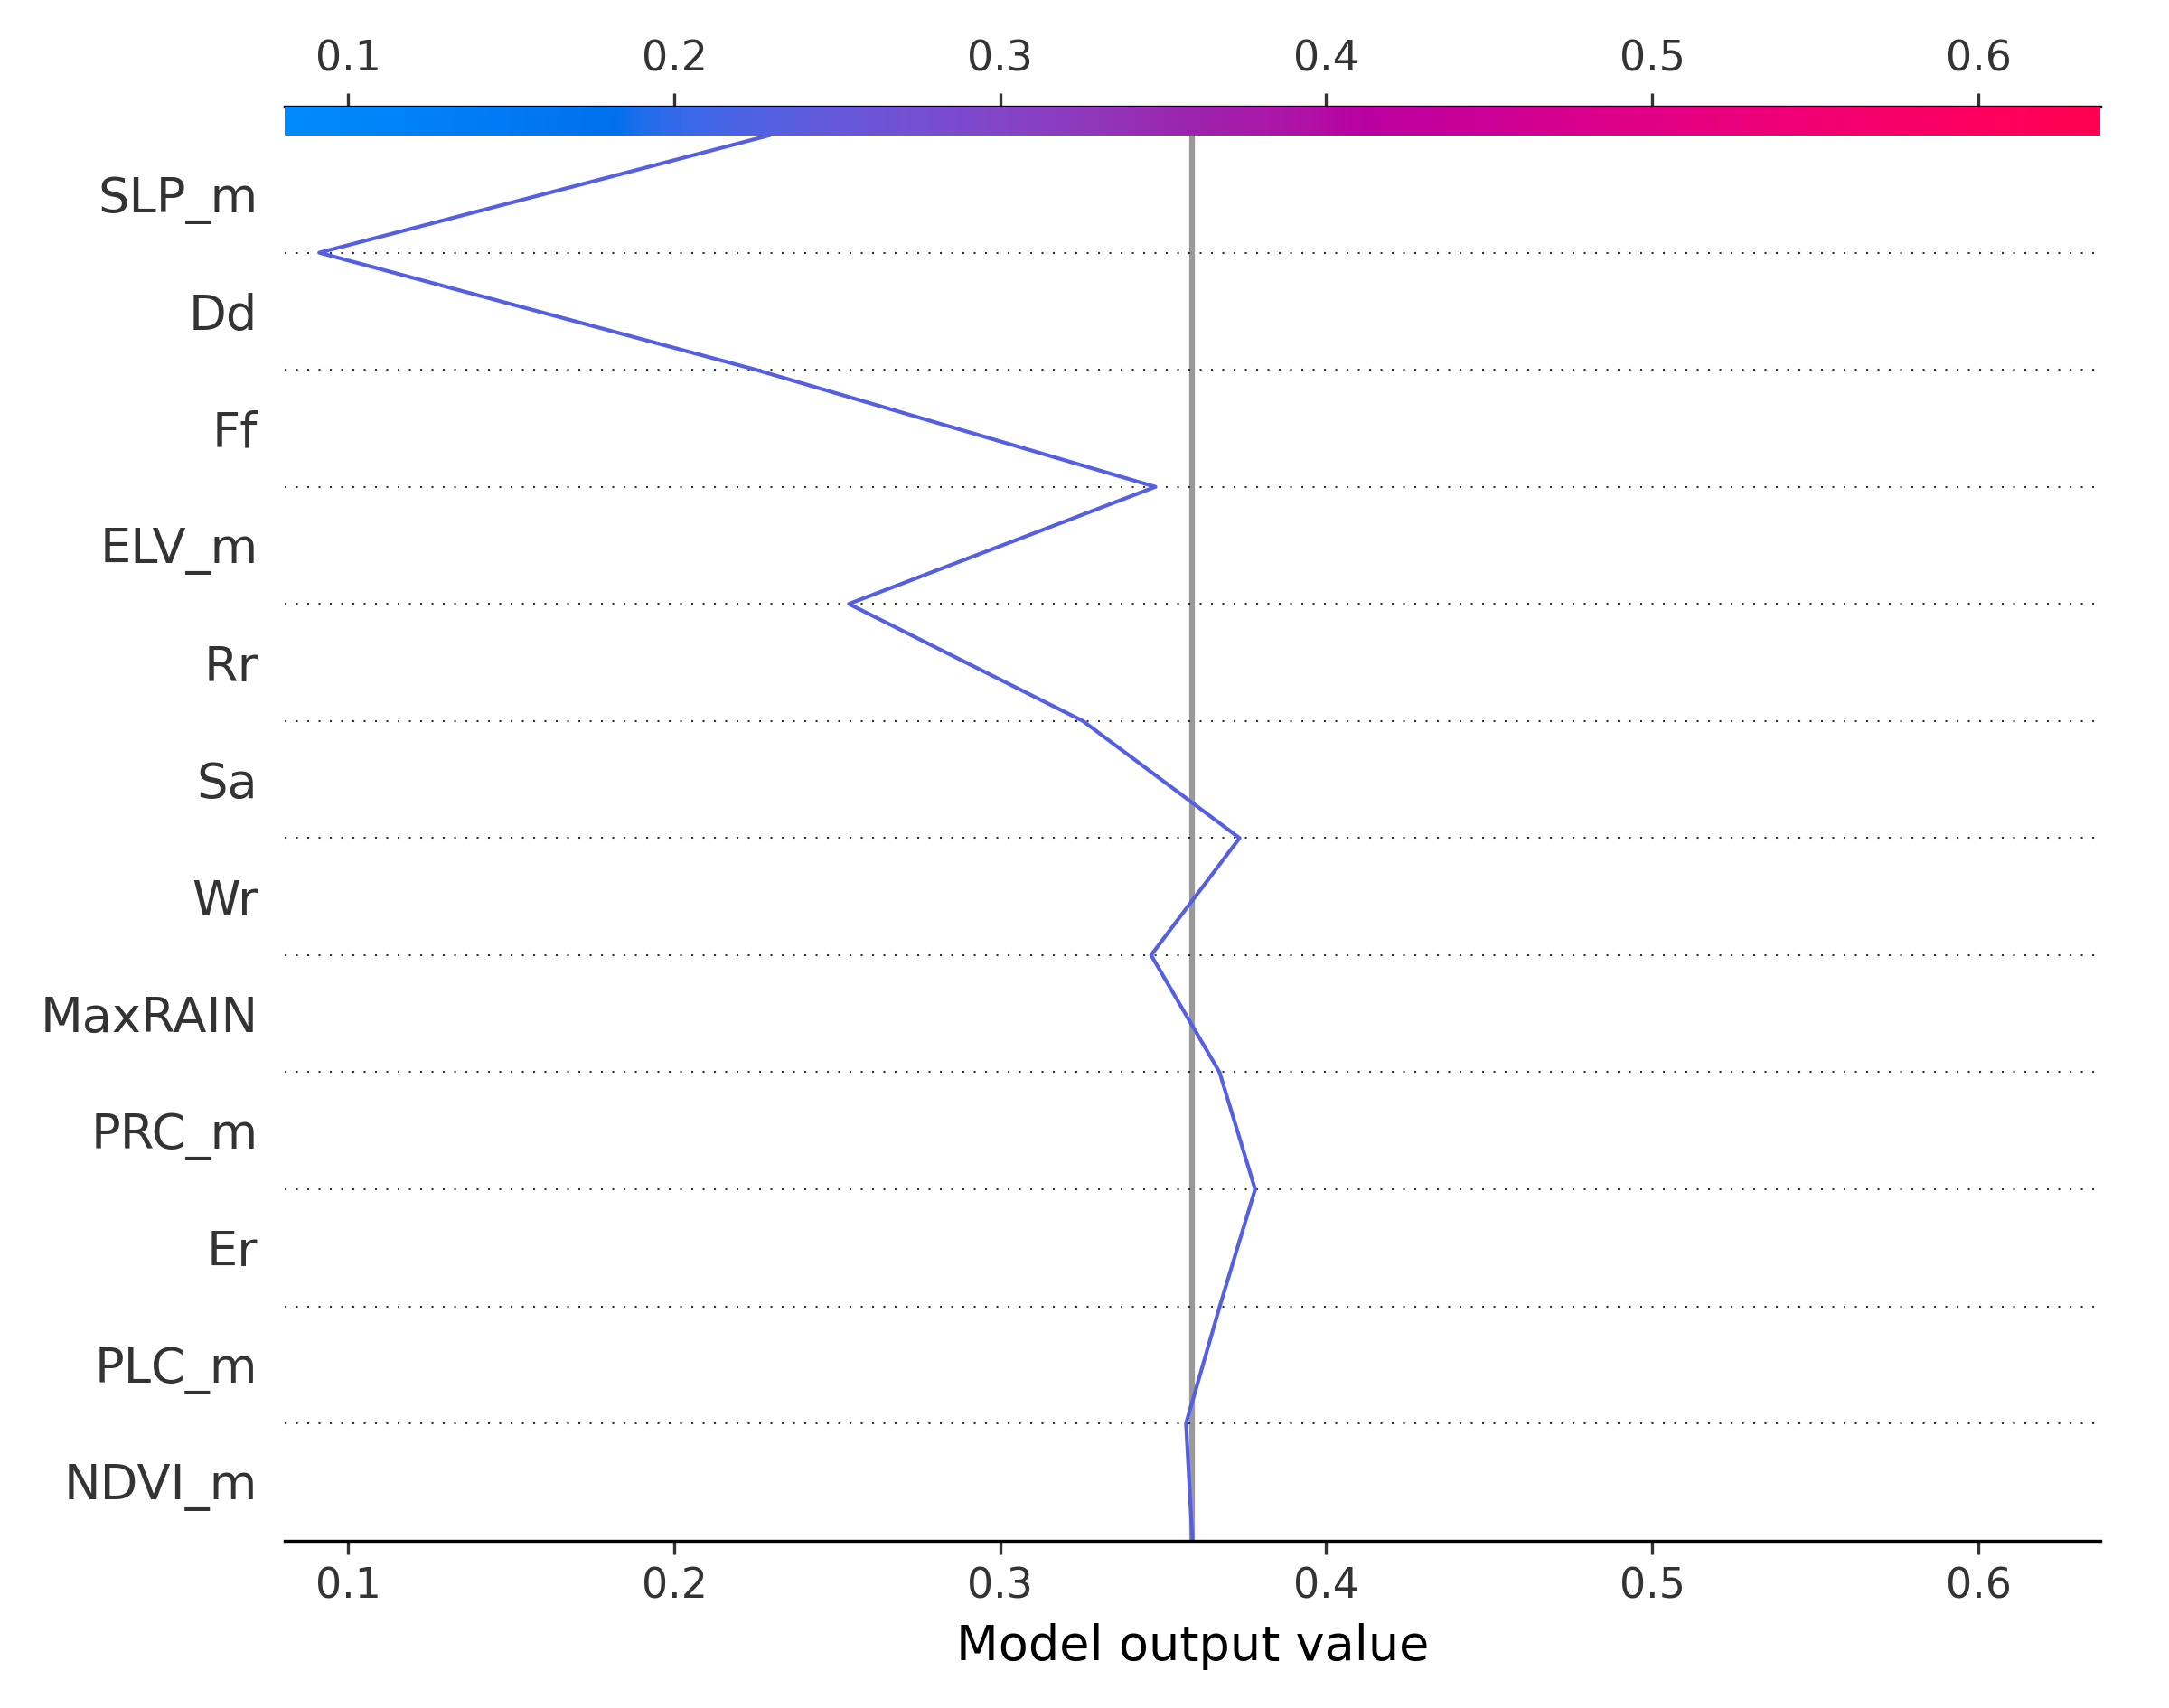 0.1 0.2 0.3 0.4 0.5 0.6
SLP_m
Dd
Ff
ELV_m
Rr
Sa
Wr
MaxRAIN
PRC_m
Er
PLC_m
NDVI_m
0.1 0.2 0.3 0.4 0.5 0.6
Model output value